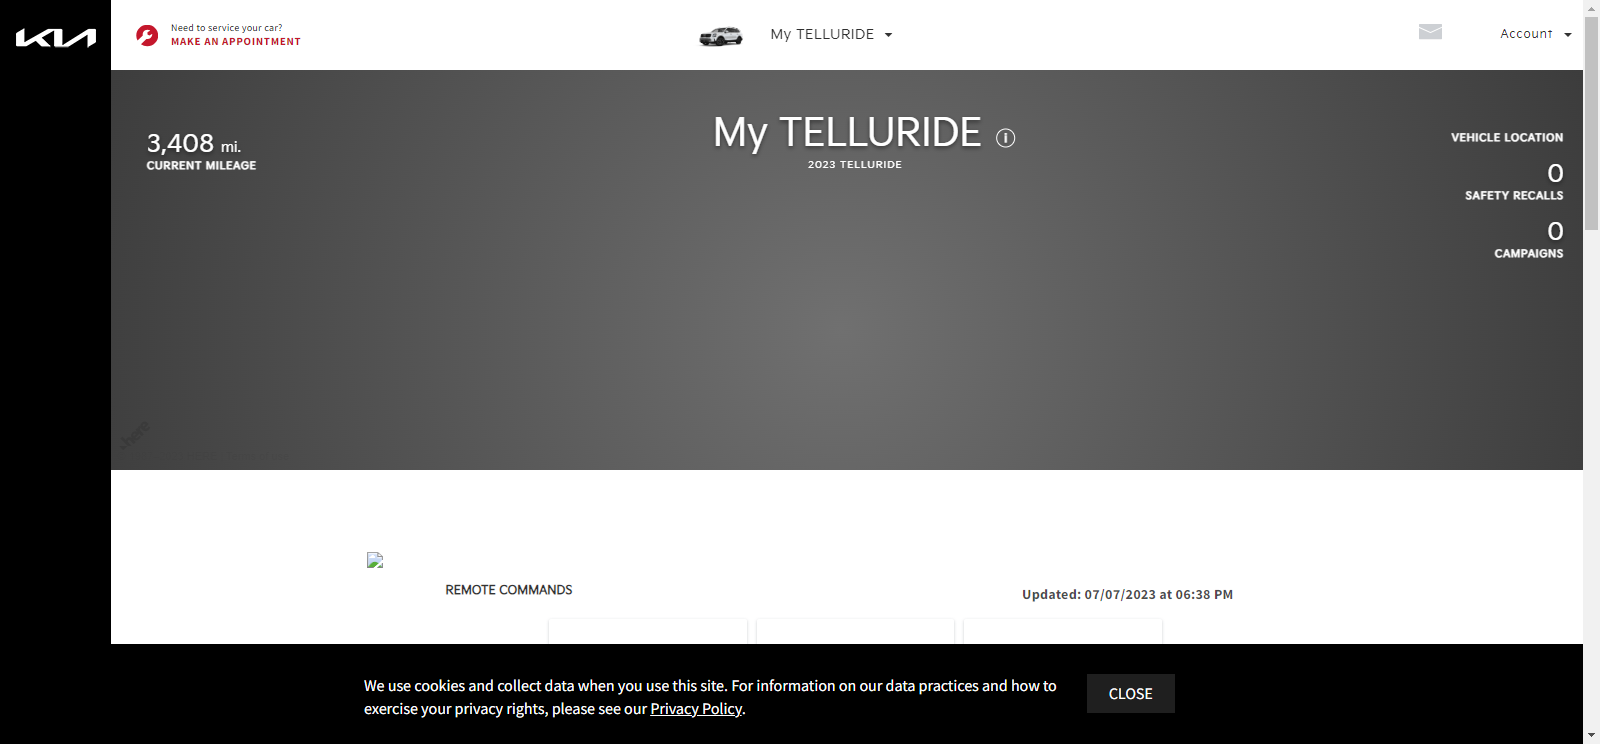 KIA
Need to service your car?
MAKE AN APPOINTMENT
My TELLURIDE
Account
3,408 mi.
CURRENT MILEAGE
My TELLURIDE
2023 TELLURIDE
VEHICLE LOCATION
0
SAFETY RECALLS
0
CAMPAIGNS
here
REMOTE COMMANDS
Updated: 07/07/2023 at 06:38 PM
We use cookies and collect data when you use this site. For information on our data practices and how to
exercise your privacy rights, please see our Privacy Policy.
CLOSE